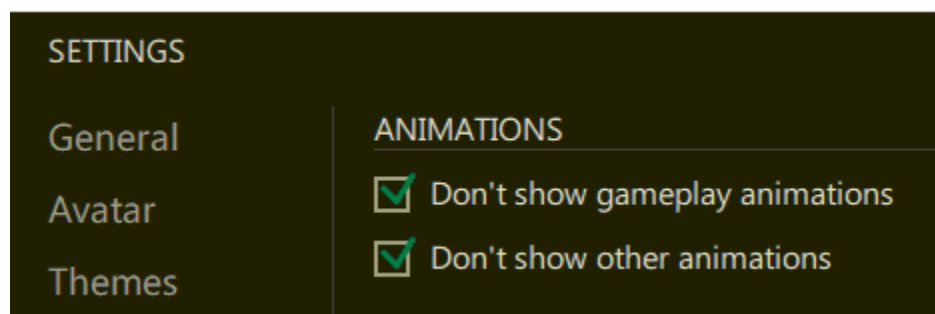 SETTINGS
General
Avatar
Themes
ANIMATIONS
Don't show gameplay animations
Don't show other animations